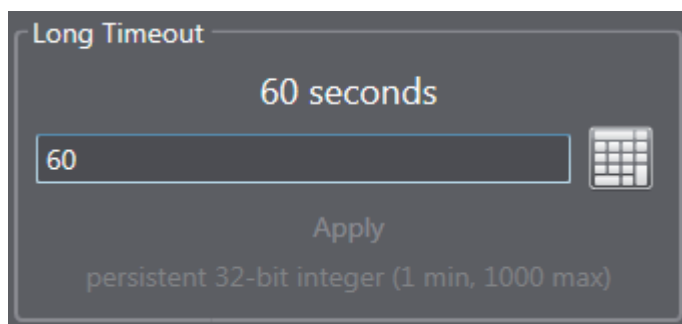 Long Timeout
60 seconds
60
Apply
persistent 32-bit integer (1 min, 1000 max)